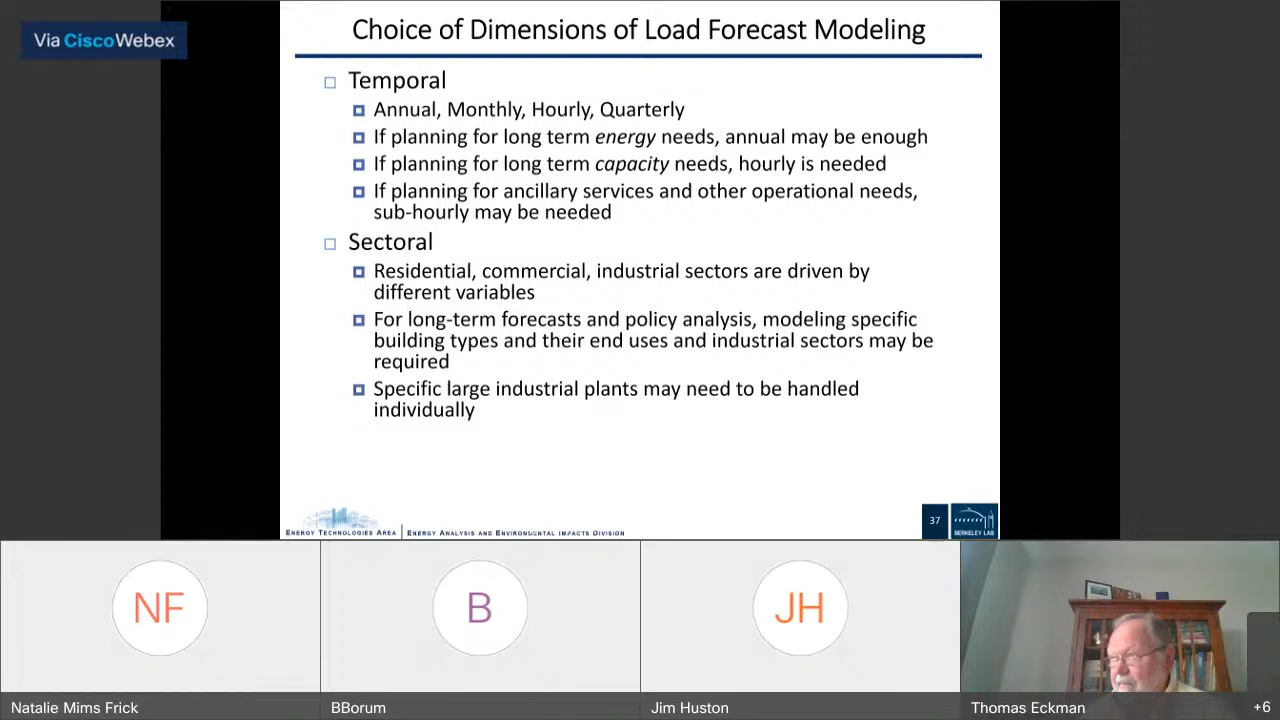 Via CiscoWebex
Choice of Dimensions of Load Forecast Modeling
Temporal
Annual, Monthly, Hourly, Quarterly
If planning for long term energy needs, annual may be enough
If planning for long term capacity needs, hourly is needed
If planning for ancillary services and other operational needs,
sub-hourly may be needed
Sectoral
Residential, commercial, industrial sectors are driven by
different variables
For long-term forecasts and policy analysis, modeling specific
building types and their end uses and industrial sectors may be
required
Specific large industrial plants may need to be handled
individually
ENERGY TECHNOLOGIES AREA
ENERGY ANALYSIS AND ENVIRONMENTAL IMPACTS DIVISION
37
BERKELEY LAB
NF
B
JH
Natalie Mims Frick
BBorum
Jim Huston
Thomas Eckman
+6